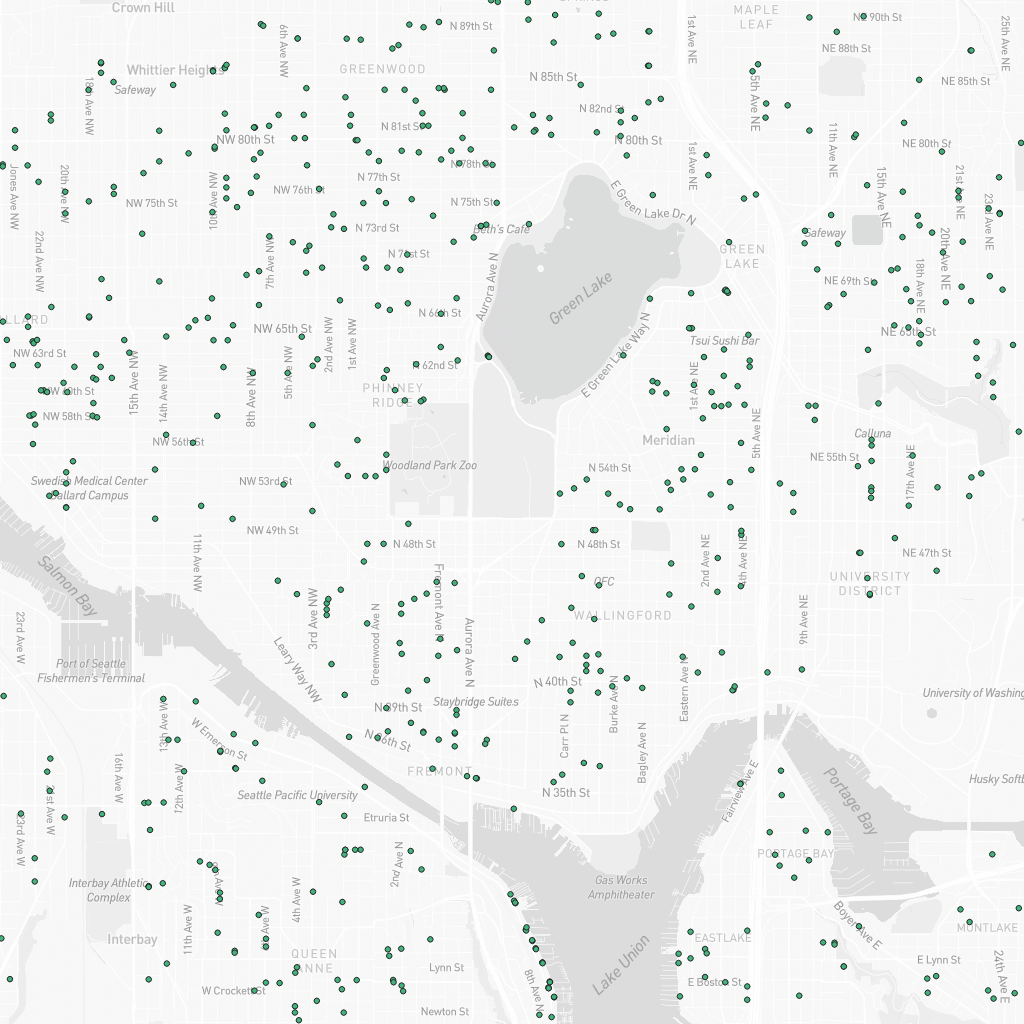 Crown Hill
SPRINGS
MAPLE
LEAF
N 89th St
NE 90th St
6th Ave NW
1st Ave NE
25th Ave NE
NE 88th St
Whittier Heights
GREENWOOD
N 85th St
NE 85th St
Safeway
18th Ave NW
5th Ave NE
N 82nd St
N 81st St
11th Ave NE
NW 80th St
N 80th St
NE 80th St
N 78th St
1st Ave NE
Jones Ave NW
20th Ave NW
N 77th St
15th Ave NE
21st Ave NE
NW 76th St
10th Ave NW
E Green Lake Dr N
NW 75th St
N 75th St
23rd Ave NE
N 73rd St
Beth's Cafe
Safeway
22nd Ave NW
7th Ave NW
20th Ave NE
N 71st St
GREEN
LAKE
Aurora Ave N
Green Lake
NE 69th St
18th Ave NE
N 66th St
NW 65th St
NE 65th St
2nd Ave NW
1st Ave NW
E Green Lake Way N
Tsui Sushi Bar
NW 63rd St
N 62nd St
15th Ave NW
14th Ave NW
8th Ave NW
5th Ave NW
1st Ave NE
NW 60th St
PHINNEY
RIDGE
NW 58th St
5th Ave NE
NW 56th St
Meridian
Calluna
NE 55th St
Woodland Park Zoo
N 54th St
17th Ave NE
Swedish Medical Center
Ballard Campus
NW 53rd St
NW 49th St
N 48th St
N 48th St
2nd Ave NE
4th Ave NE
NE 47th St
11th Ave NW
Salmon Bay
Fremont Ave N
QFC
UNIVERSITY
DISTRICT
3rd Ave NW
Greenwood Ave N
WALLINGFORD
9th Ave NE
23rd Ave W
Aurora Ave N
Leary Way NW
Port of Seattle
Fishermen's Terminal
N 40th St
Eastern Ave N
Burke Ave N
N 39th St
Staybridge Suites
13th Ave W
W Emerson St
N 36th St
Carr Pl N
Bagley Ave N
16th Ave W
12th Ave W
FREMONT
N 35th St
Fairview Ave E
Portage Bay
Seattle Pacific University
21st Ave W
23rd Ave W
Etruria St
2nd Ave N
PORTAGE BAY
Interbay Athletic
Complex
4th Ave W
Gas Works
Amphitheater
11th Ave W
Boyer Ave E
MONTLAKE
Interbay
QUEEN
ANNE
EASTLAKE
Lake Union
Lynn St
E Lynn St
24th Ave E
8th Ave N
W Crockett St
E Boston St
Newton St